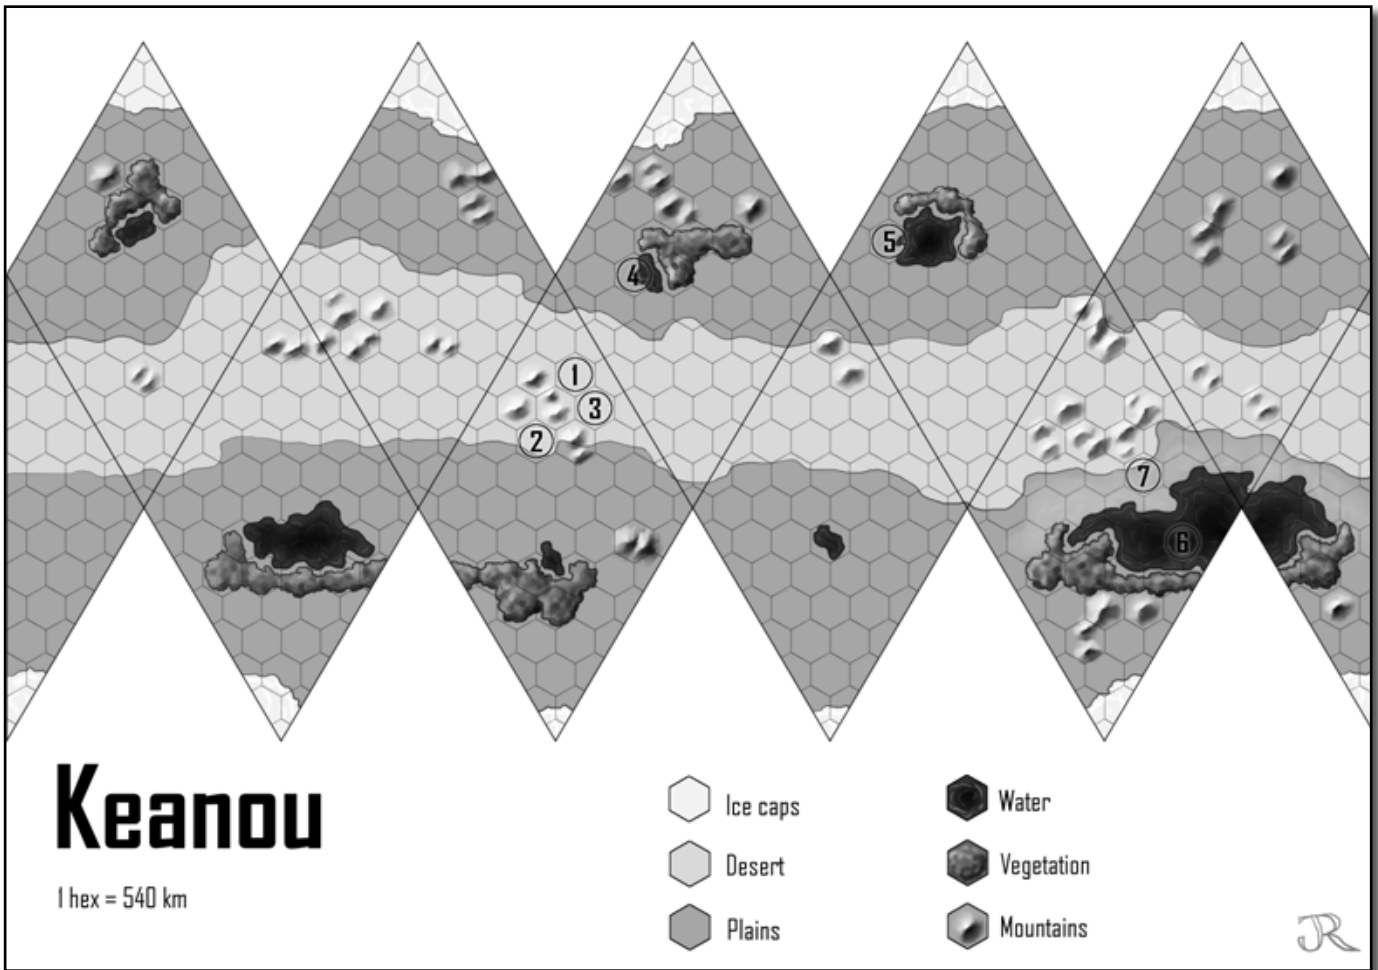 4
5
1
3
2
7
6
Keanou
1 hex = 540 km
Ice caps
Desert
Plains
Water
Vegetation
Mountains
JR